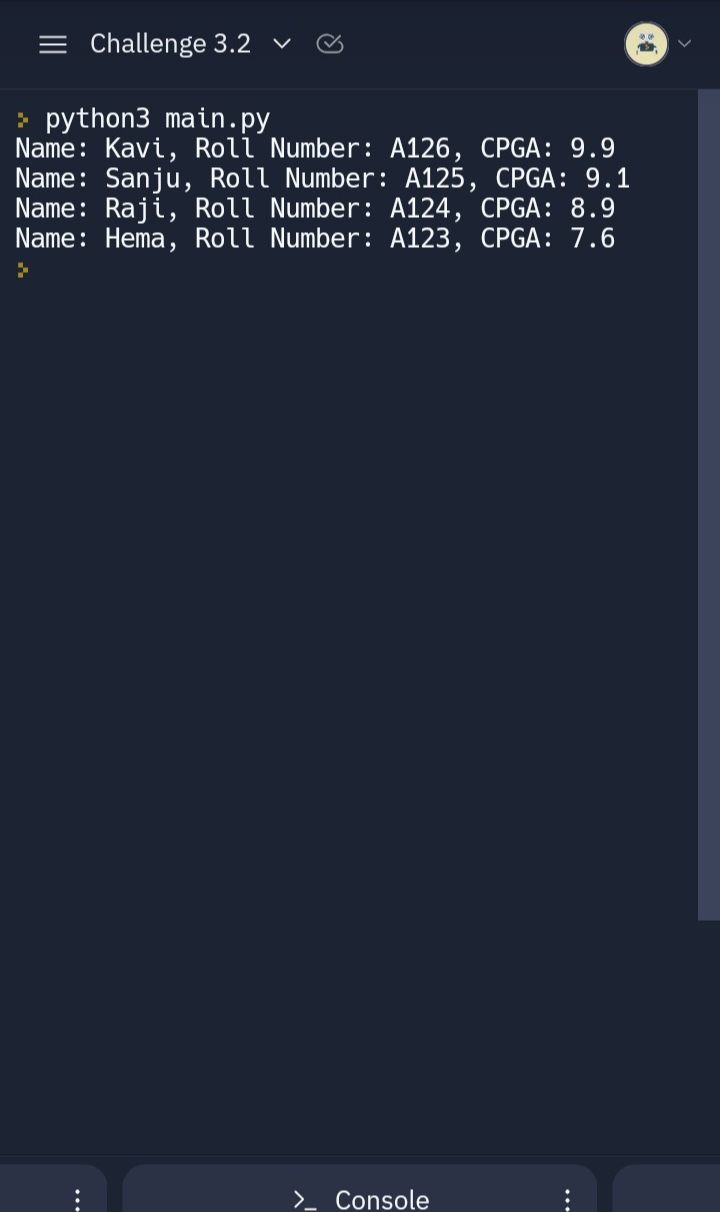 Challenge 3.2
python3 main.py
Name: Kavi, Roll Number: A126, CPGA: 9.9
Name: Sanju, Roll Number: A125, CPGA: 9.1
Name: Raji, Roll Number: A124, CPGA: 8.9
Name: Hema, Roll Number: A123, CPGA: 7.6
Console